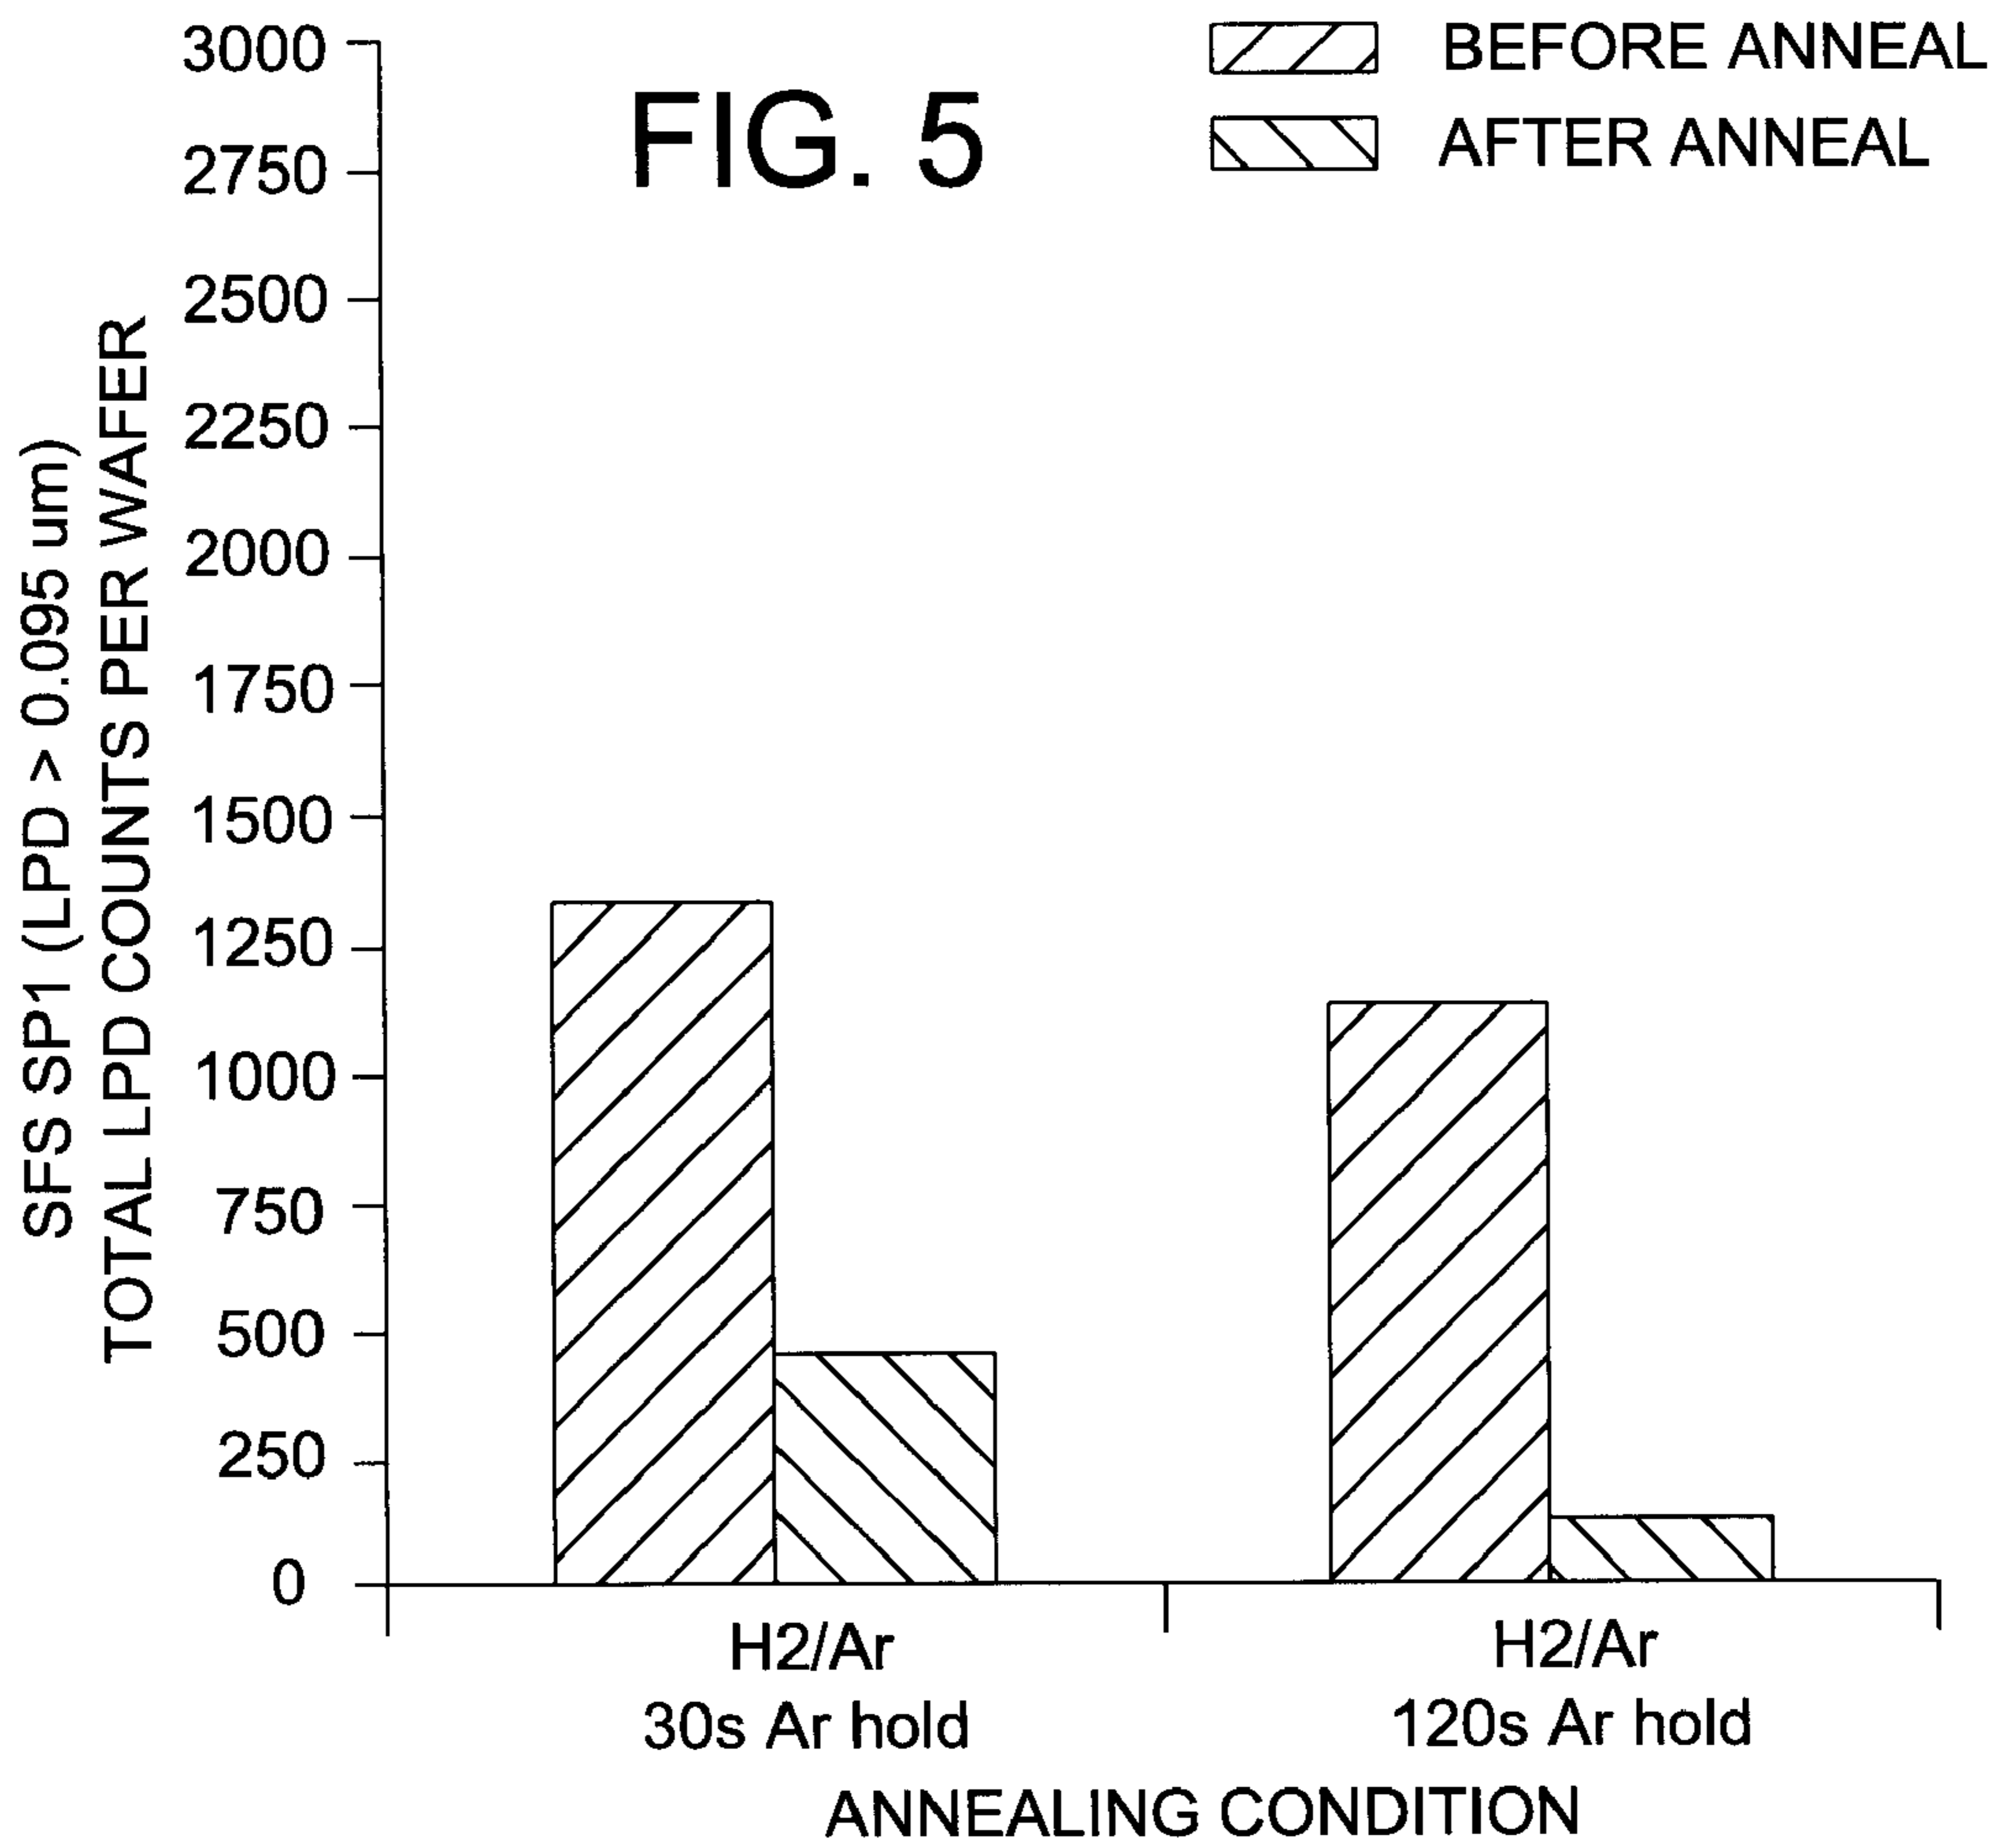 FIG. 5
BEFORE ANNEAL
AFTER ANNEAL
SFS SP1 (LPD > 0.095 um)
TOTAL LPD COUNTS PER WAFER
3000
2750
2500
2250
2000
1750
1500
1250
1000
750
500
250
0
H2/Ar
30s Ar hold
H2/Ar
120s Ar hold
ANNEALING CONDITION